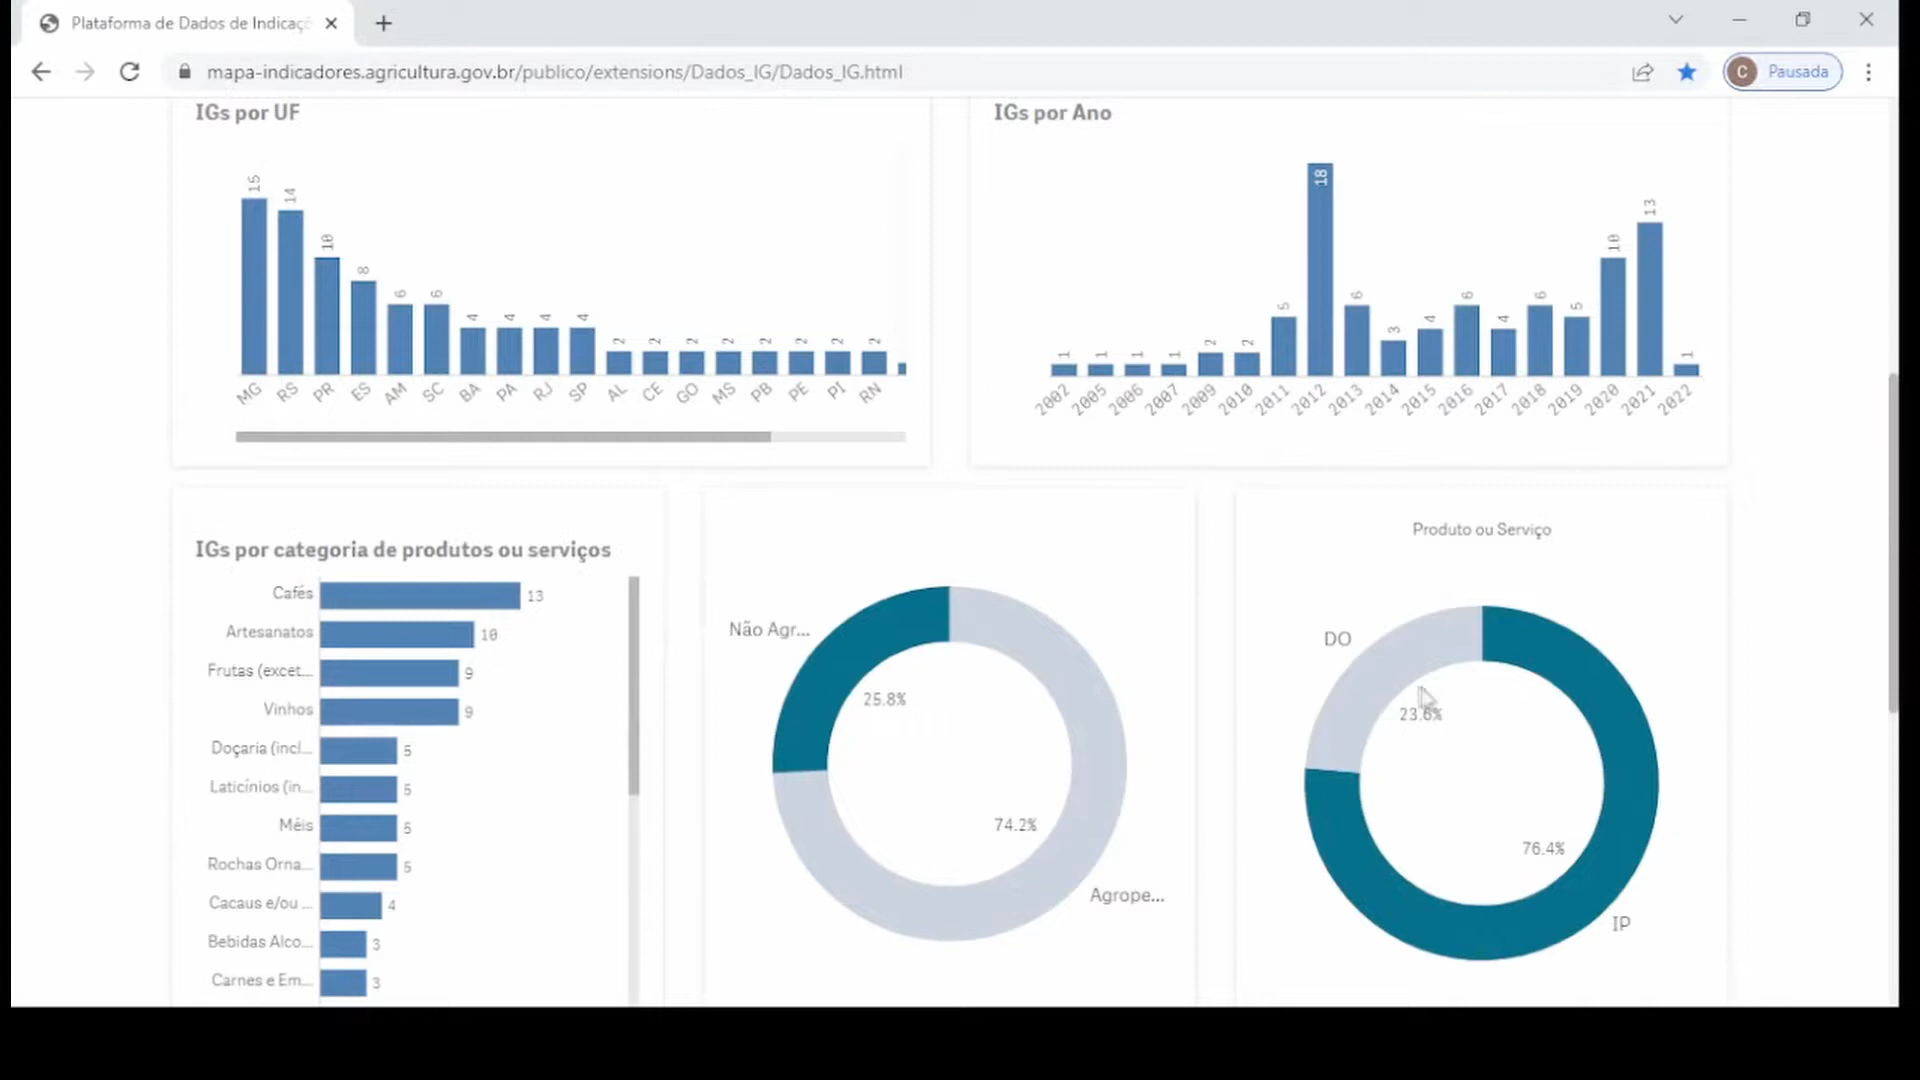 Plataforma de Dados de Indicaç
mapa-indicadores.agricultura.gov.br/publico/extensions/Dados_IG/Dados_IG.html
C Pausada
IGs por UF
15 14 10 8 6 6 4 4 4 4 2 2 2 2 2 2 2 2
MG RS PR ES AM SC BA PA RJ SP AL CE GO MS PB PE PI RN
IGs por Ano
1 1 1 1 2 2 5 18 6 3 4 6 4 6 5 10 13 1
2002 2005 2006 2007 2009 2010 2011 2012 2013 2014 2015 2016 2017 2018 2019 2020 2021 2022
IGs por categoria de produtos ou serviços
Cafés 13
Artesanatos 10
Frutas (excet... 9
Vinhos 9
Doçaria (incl... 5
Laticínios (in... 5
Méis 5
Rochas Orna... 5
Cacaus e/ou ... 4
Bebidas Alco... 3
Carnes e Em... 3
Não Agr...
25.8%
74.2%
Agrope...
Produto ou Serviço
DO
23.6%
76.4%
IP